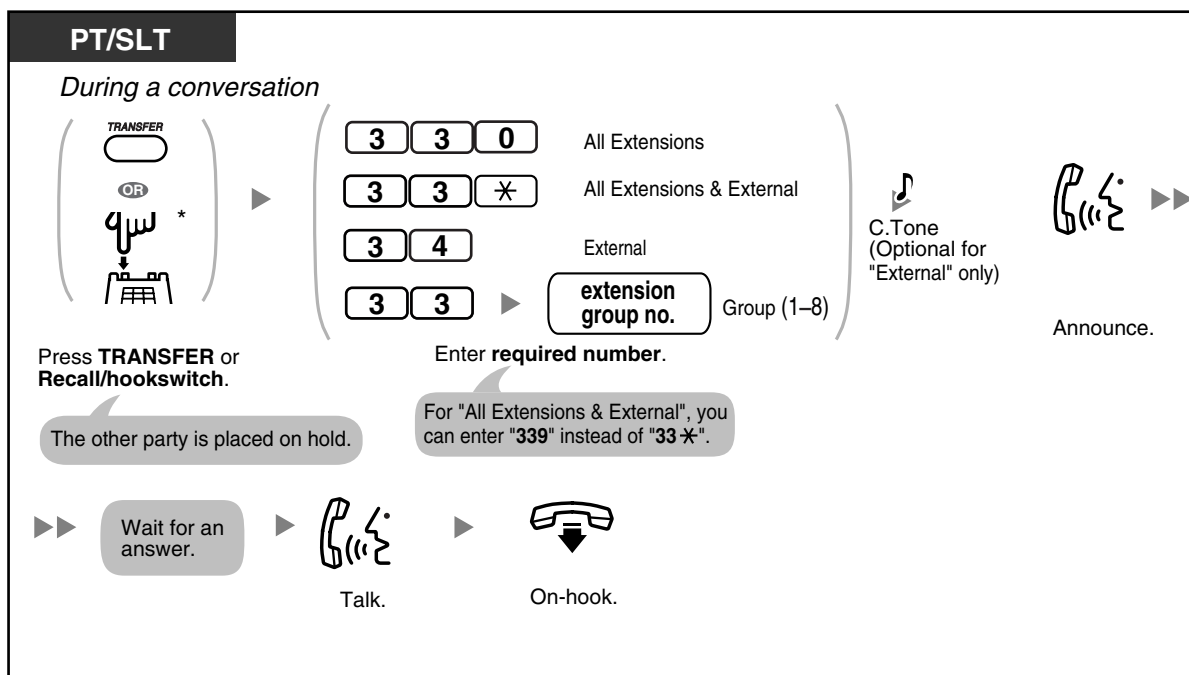 PT/SLT
During a conversation
TRANSFER
OR
*
3 3 0 All Extensions
3 3 ✳ All Extensions & External
3 4 External
3 3 extension group no. Group (1–8)
C.Tone
(Optional for
"External" only)
Announce.
Press TRANSFER or
Recall/hookswitch.
Enter required number.
The other party is placed on hold.
For "All Extensions & External", you
can enter "339" instead of "33✳".
Wait for an
answer.
Talk.
On-hook.